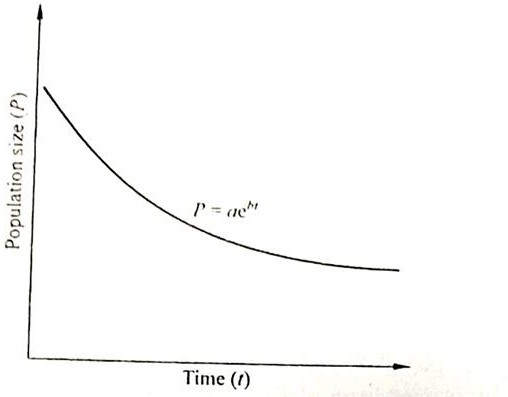 Population size (P)
P = ae^{bt}
Time (t)